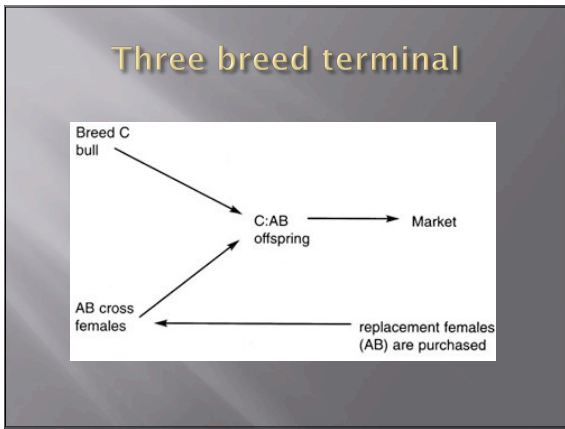 Three breed terminal
Breed C
bull
C:AB
offspring
Market
AB cross
females
replacement females
(AB) are purchased